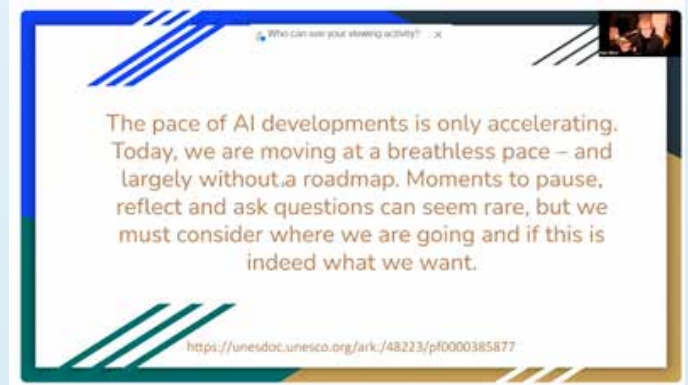 Who can see your viewing activity?
The pace of AI developments is only accelerating.
Today, we are moving at a breathless pace – and
largely without a roadmap. Moments to pause,
reflect and ask questions can seem rare, but we
must consider where we are going and if this is
indeed what we want.
https://unesdoc.unesco.org/ark:/48223/pf0000385877